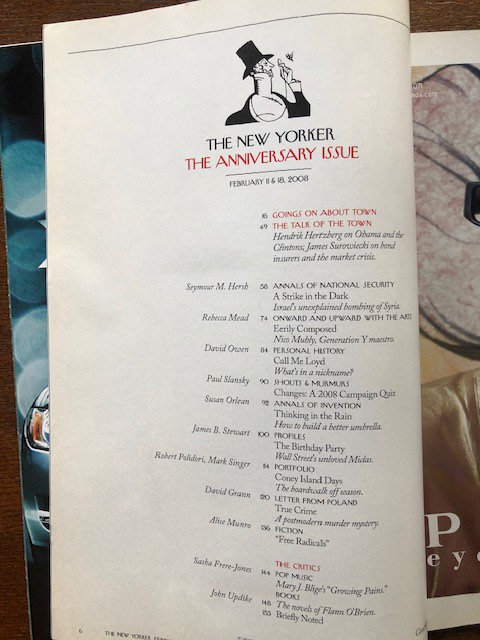 THE NEW YORKER
THE ANNIVERSARY ISSUE
FEBRUARY 11 & 18, 2008
16 GOINGS ON ABOUT TOWN
49 THE TALK OF THE TOWN
Hendrik Hertzberg on Obama and the
Clintons; James Surowiecki on bond
insurers and the market crisis.
Seymour M. Hersh 58 ANNALS OF NATIONAL SECURITY
A Strike in the Dark
Israel's unexplained bombing of Syria.
Rebecca Mead 74 ONWARD AND UPWARD WITH THE ARTS
Eerily Composed
Nico Muhly, Generation Y maestro.
David Owen 84 PERSONAL HISTORY
Call Me Loyd
What's in a nickname?
Paul Slansky 90 SHOUTS & MURMURS
Changes: A 2008 Campaign Quiz
Susan Orlean 92 ANNALS OF INVENTION
Thinking in the Rain
How to build a better umbrella.
James B. Stewart 100 PROFILES
The Birthday Party
Wall Street's unloved Midas.
Robert Polidori, Mark Singer 114 PORTFOLIO
Coney Island Days
The boardwalk off season.
David Grann 120 LETTER FROM POLAND
True Crime
A postmodern murder mystery.
Alice Munro 136 FICTION
"Free Radicals"
THE CRITICS
Sasha Frere-Jones 144 POP MUSIC
Mary J. Blige's "Growing Pains."
BOOKS
John Updike 148 The novels of Flann O'Brien.
153 Briefly Noted
6 THE NEW YORKER
da.com
P
eye